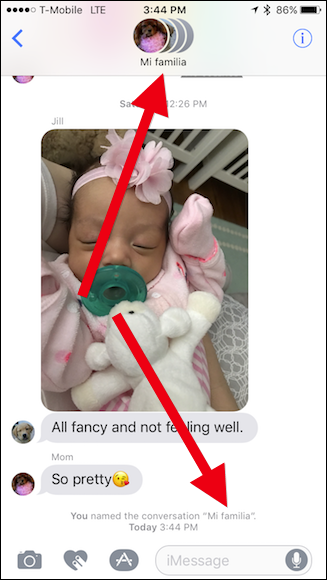 T-Mobile LTE 3:44 PM 86%
Mi familia
12:26 PM
Jill
All fancy and not feeling well.
Mom
So pretty😘
You named the conversation “Mi familia”.
Today 3:44 PM
iMessage